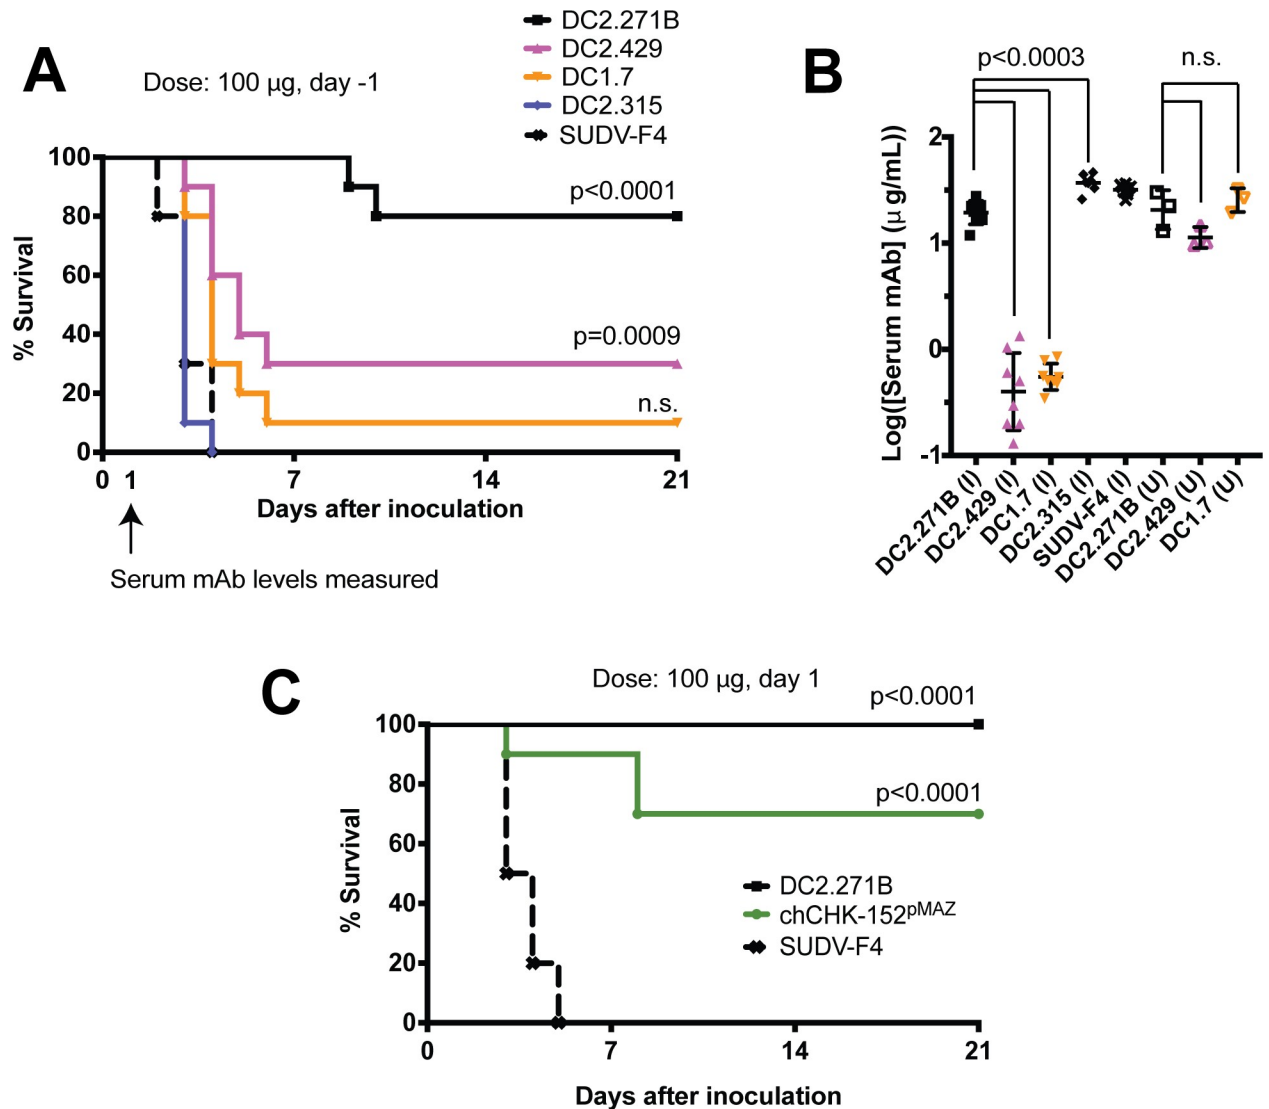 A
Dose: 100 µg, day -1
DC2.271B
DC2.429
DC1.7
DC2.315
SUDV-F4
100
80
60
40
20
0
% Survival
p<0.0001
p=0.0009
n.s.
0 1 7 14 21
Days after inoculation
Serum mAb levels measured
B
p<0.0003
n.s.
2
1
0
-1
Log([Serum mAb] (µ g/mL))
DC2.271B (I)
DC2.429 (I)
DC1.7 (I)
DC2.315 (I)
SUDV-F4 (I)
DC2.271B (U)
DC2.429 (U)
DC1.7 (U)
C
Dose: 100 µg, day 1
p<0.0001
100
80
60
40
20
0
% Survival
p<0.0001
DC2.271B
chCHK-152pMAZ
SUDV-F4
0 7 14 21
Days after inoculation